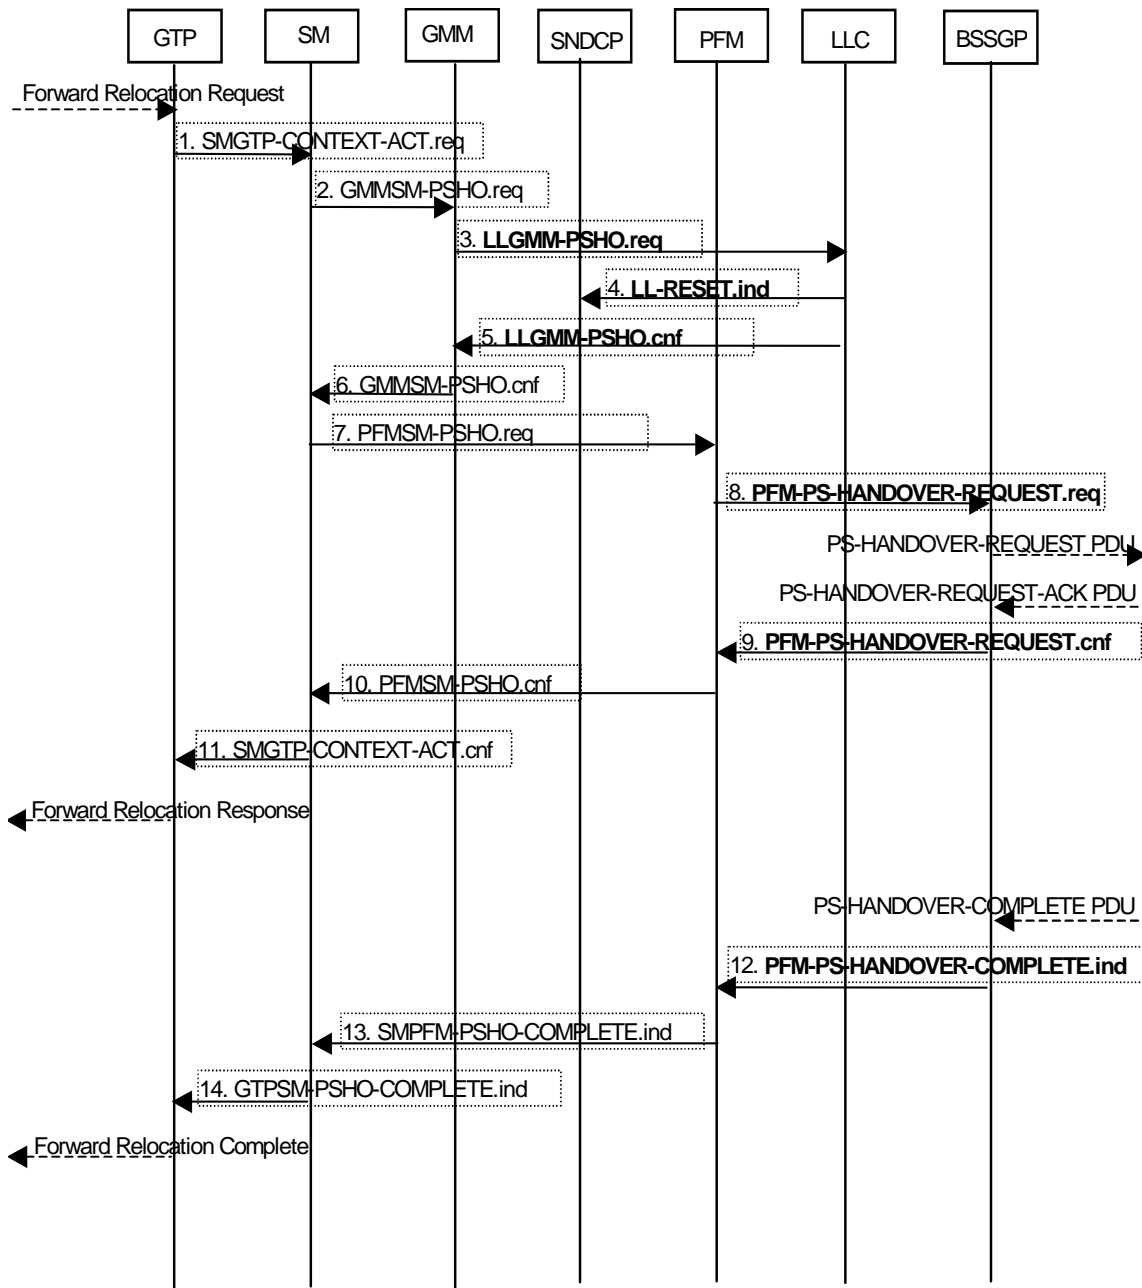 GTP
SM
GMM
SNDCP
PFM
LLC
BSSGP
Forward Relocation Request
1. SMGTP-CONTEXT-ACT.req
2. GMMSM-PSHO.req
3. LLGMM-PSHO.req
4. LL-RESET.ind
5. LLGMM-PSHO.cnf
6. GMMSM-PSHO.cnf
7. PFMSM-PSHO.req
8. PFM-PS-HANDOVER-REQUEST.req
PS-HANDOVER-REQUEST PDU
PS-HANDOVER-REQUEST-ACK PDU
9. PFM-PS-HANDOVER-REQUEST.cnf
10. PFMSM-PSHO.cnf
11. SMGTP-CONTEXT-ACT.cnf
Forward Relocation Response
PS-HANDOVER-COMPLETE PDU
12. PFM-PS-HANDOVER-COMPLETE.ind
13. SMPFM-PSHO-COMPLETE.ind
14. GTPSM-PSHO-COMPLETE.ind
Forward Relocation Complete